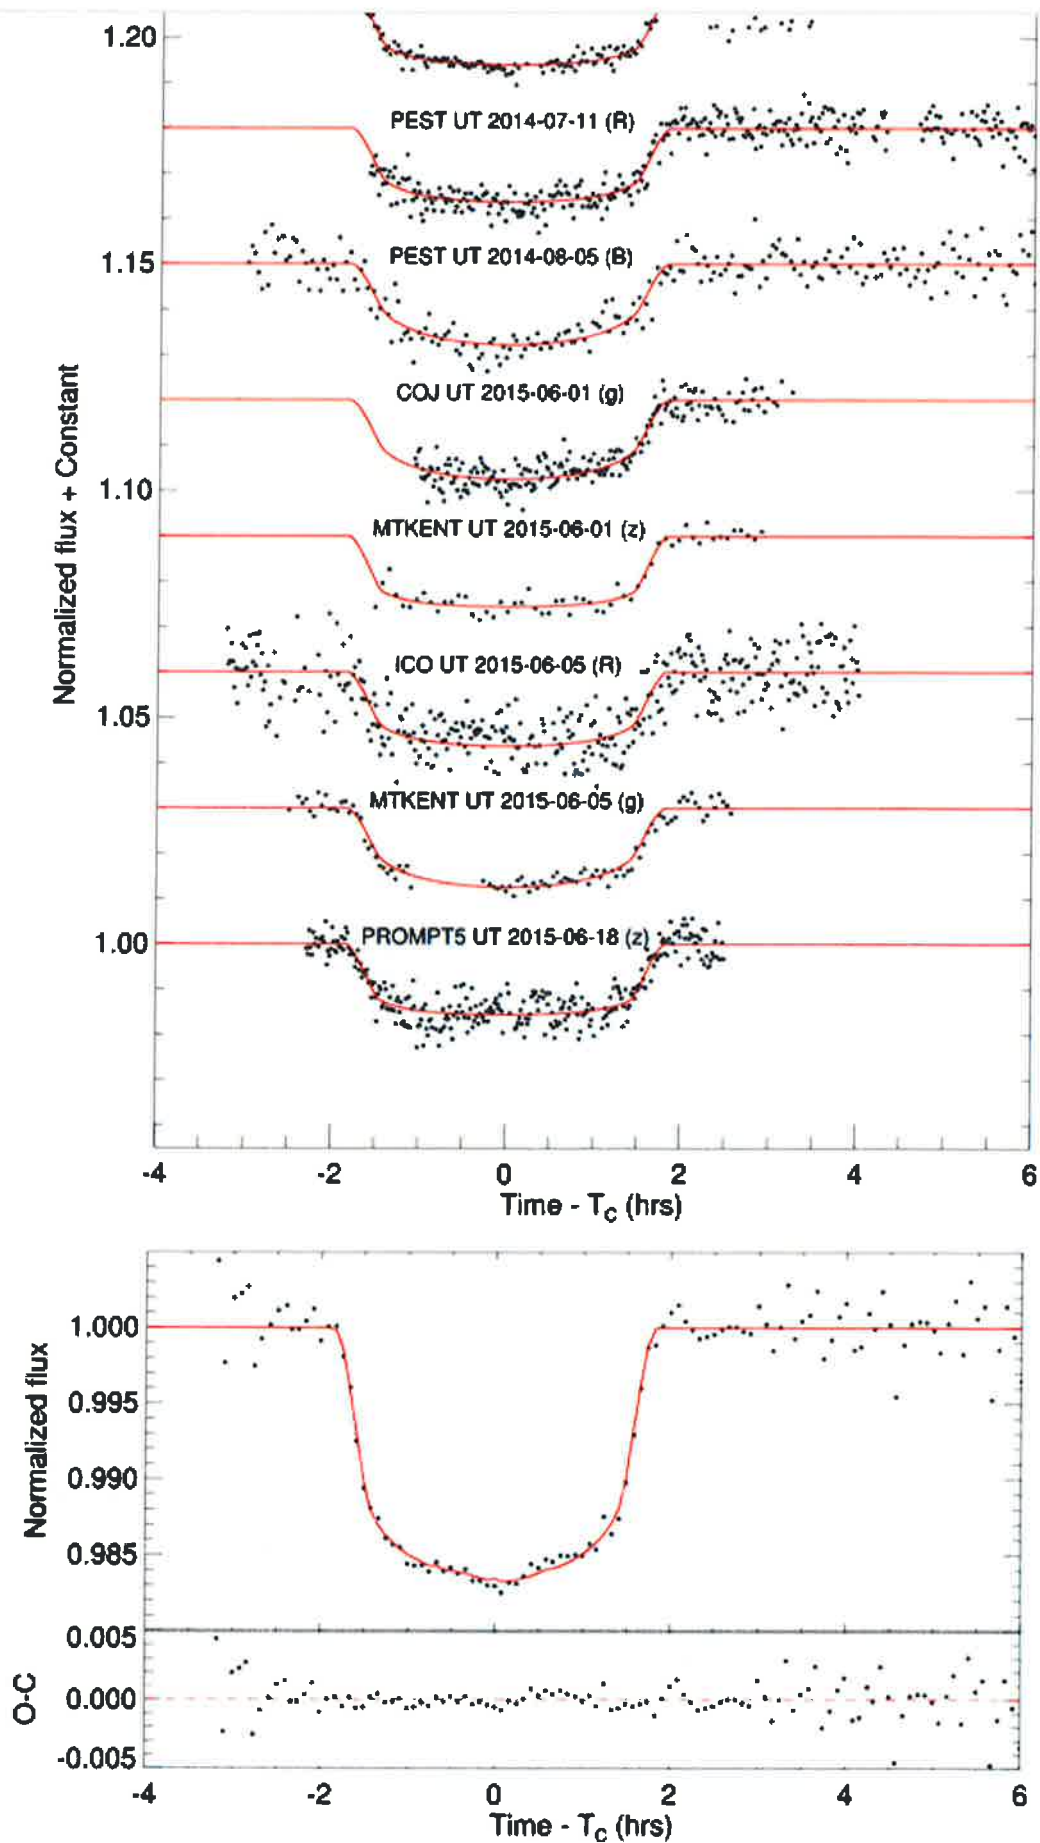 1.20
PEST UT 2014-07-11 (R)
1.15
PEST UT 2014-08-05 (B)
COJ UT 2015-06-01 (g)
1.10
MTKENT UT 2015-06-01 (z)
ICO UT 2015-06-05 (R)
1.05
MTKENT UT 2015-06-05 (g)
1.00
PROMPT5 UT 2015-06-18 (z)
Normalized flux + Constant
-4 -2 0 2 4 6
Time - TC (hrs)
1.000
0.995
0.990
0.985
Normalized flux
0.005
0.000
-0.005
O-C
-4 -2 0 2 4 6
Time - TC (hrs)